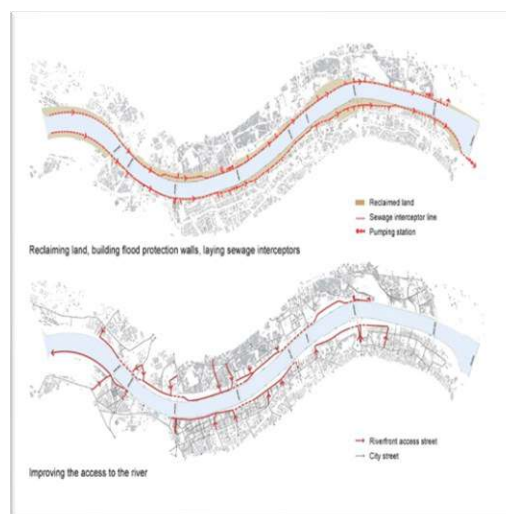 Reclaimed land
Sewage interceptor line
Pumping station
Reclaiming land, building flood protection walls, laying sewage interceptors
Riverfront access street
City street
Improving the access to the river